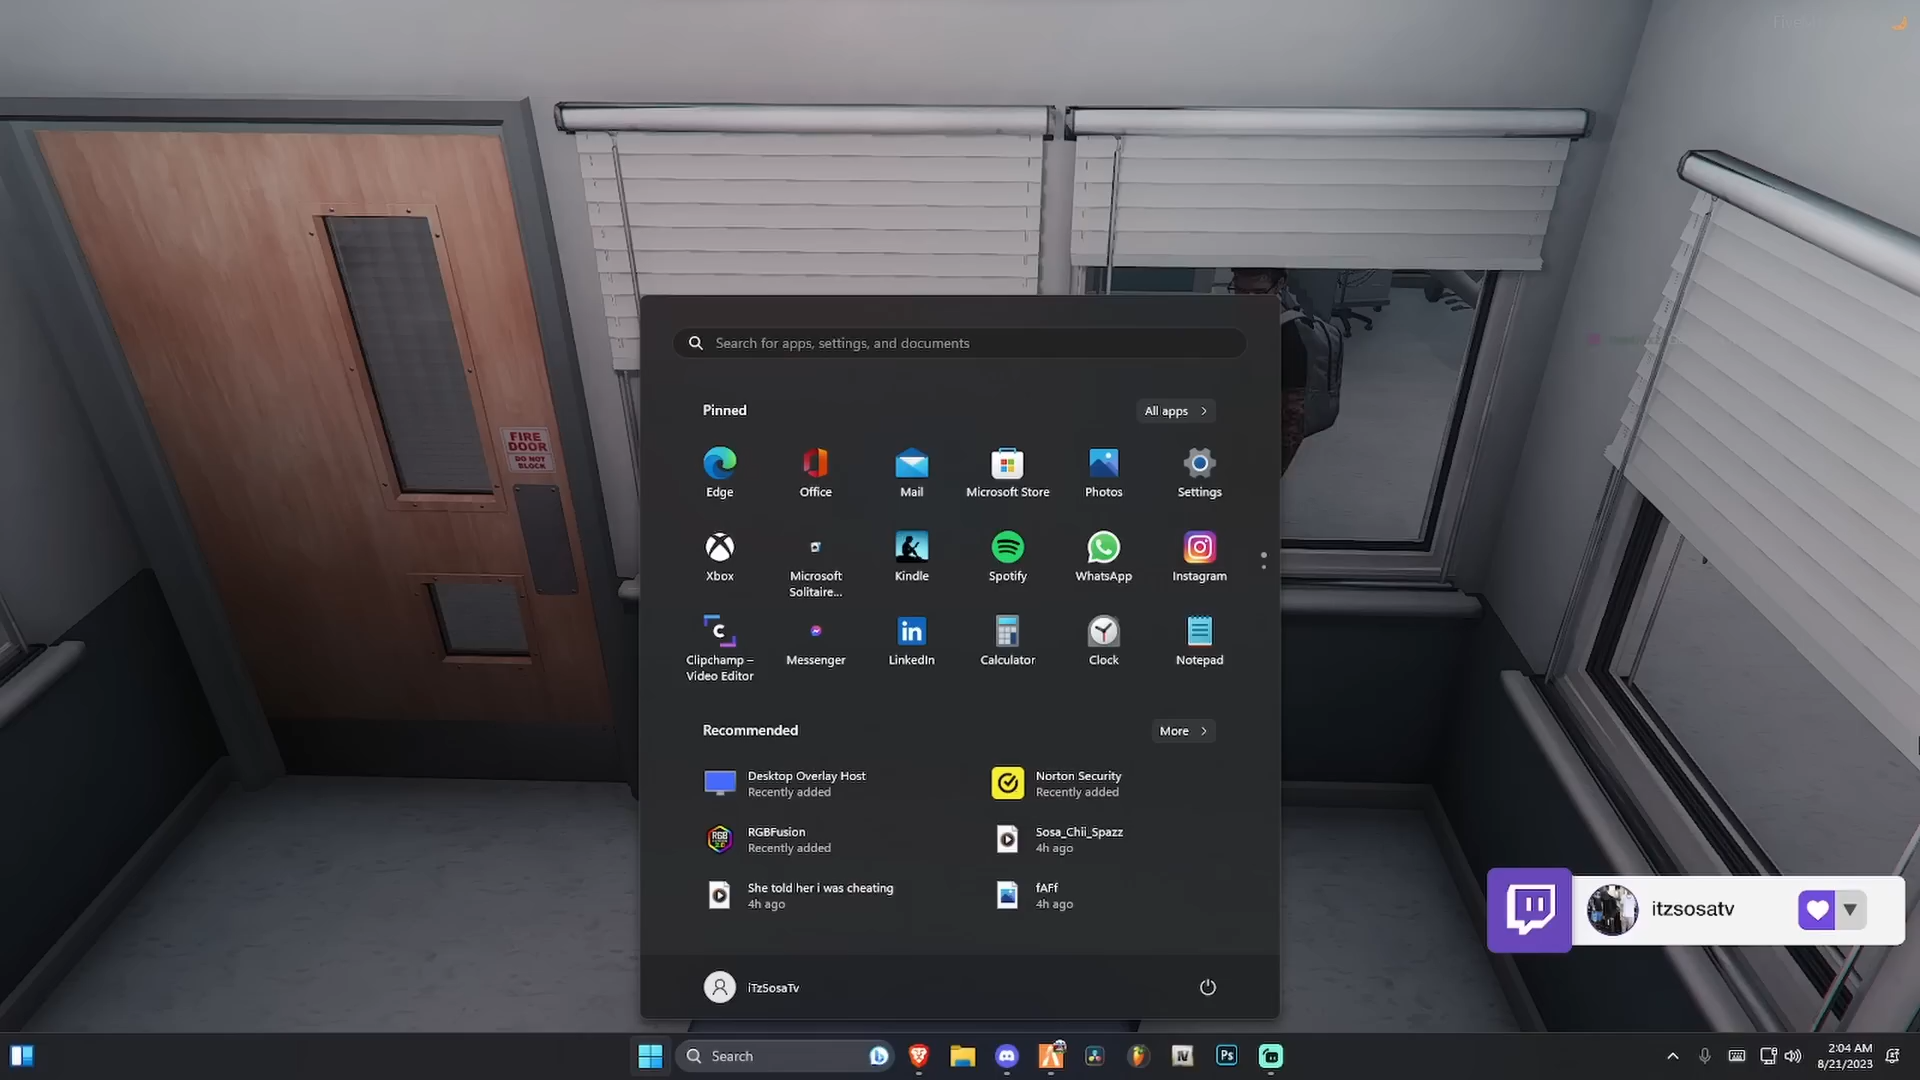 FIRE
DOOR
DO NOT
BLOCK
Search for apps, settings, and documents
Pinned
All apps
Edge
Office
Mail
Microsoft Store
Photos
Settings
Xbox
Microsoft
Solitaire...
Kindle
Spotify
WhatsApp
Instagram
Clipchamp –
Video Editor
Messenger
LinkedIn
Calculator
Clock
Notepad
Recommended
More
Desktop Overlay Host
Recently added
Norton Security
Recently added
RGBFusion
Recently added
Sosa_Chii_Spazz
4h ago
She told her i was cheating
4h ago
fAFf
4h ago
itzsosatv
iTzSosaTv
Search
Ps
2:04 AM
8/21/2023